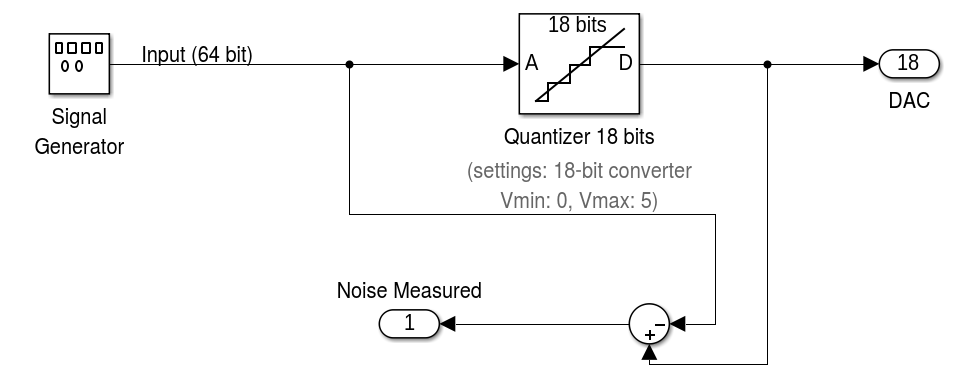 18 bits
Input (64 bit)
A
D
18
DAC
Signal
Generator
Quantizer 18 bits
(settings: 18-bit converter
Vmin: 0, Vmax: 5)
Noise Measured
1
−
+